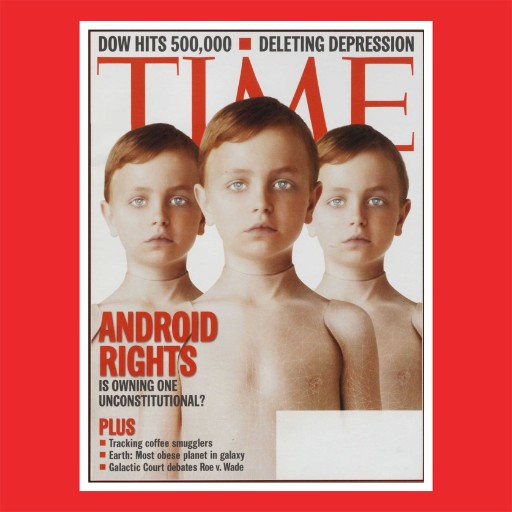 DOW HITS 500,000 ■ DELETING DEPRESSION
TIME
ANDROID
RIGHTS
IS OWNING ONE
UNCONSTITUTIONAL?
PLUS
■ Tracking coffee smugglers
■ Earth: Most obese planet in galaxy
■ Galactic Court debates Roe v. Wade